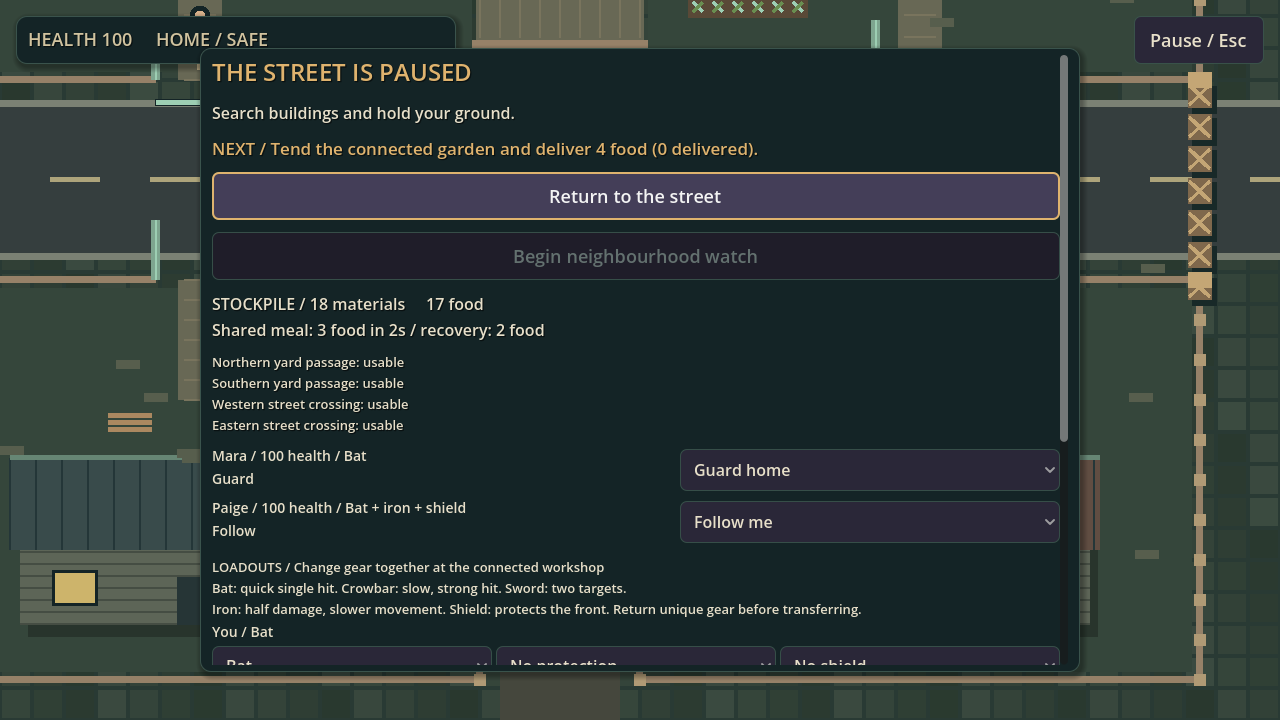 HEALTH 100 HOME / SAFE
Pause / Esc
THE STREET IS PAUSED
Search buildings and hold your ground.
NEXT / Tend the connected garden and deliver 4 food (0 delivered).
Return to the street
Begin neighbourhood watch
STOCKPILE / 18 materials 17 food
Shared meal: 3 food in 2s / recovery: 2 food
Northern yard passage: usable
Southern yard passage: usable
Western street crossing: usable
Eastern street crossing: usable
Mara / 100 health / Bat
Guard
Guard home
Paige / 100 health / Bat + iron + shield
Follow
Follow me
LOADOUTS / Change gear together at the connected workshop
Bat: quick single hit. Crowbar: slow, strong hit. Sword: two targets.
Iron: half damage, slower movement. Shield: protects the front. Return unique gear before transferring.
You / Bat
Bat No protection No shield